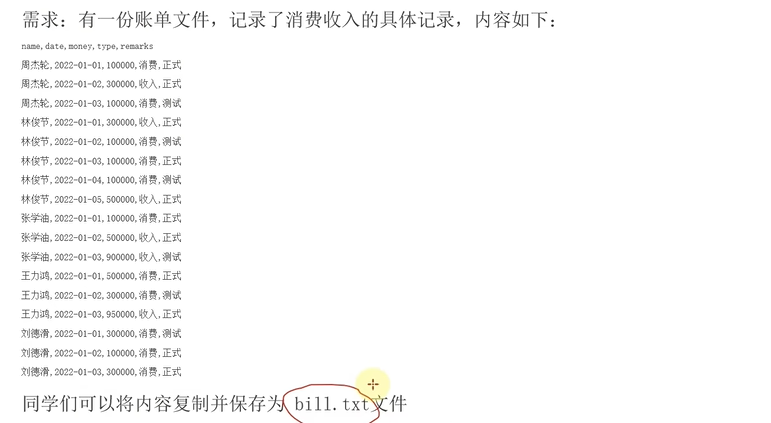 需求：有一份账单文件，记录了消费收入的具体记录，内容如下：
name,date,money,type,remarks
周杰轮,2022-01-01,100000,消费,正式
周杰轮,2022-01-02,300000,收入,正式
周杰轮,2022-01-03,100000,消费,测试
林俊节,2022-01-01,300000,收入,正式
林俊节,2022-01-02,100000,消费,测试
林俊节,2022-01-03,100000,消费,正式
林俊节,2022-01-04,100000,消费,测试
林俊节,2022-01-05,500000,收入,正式
张学油,2022-01-01,100000,消费,正式
张学油,2022-01-02,500000,收入,正式
张学油,2022-01-03,900000,收入,测试
王力鸿,2022-01-01,500000,消费,正式
王力鸿,2022-01-02,300000,消费,测试
王力鸿,2022-01-03,950000,收入,正式
刘德滑,2022-01-01,300000,消费,测试
刘德滑,2022-01-02,100000,消费,正式
刘德滑,2022-01-03,300000,消费,正式
同学们可以将内容复制并保存为 bill.txt文件